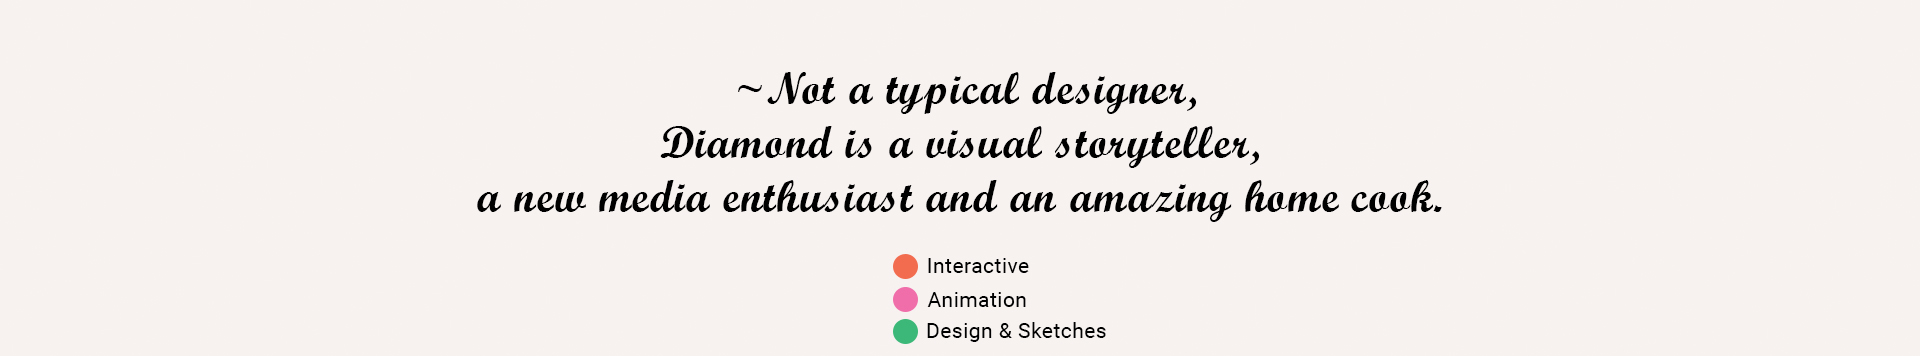 ~Not a typical designer,
Diamond is a visual storyteller,
a new media enthusiast and an amazing home cook.
Interactive
Animation
Design & Sketches